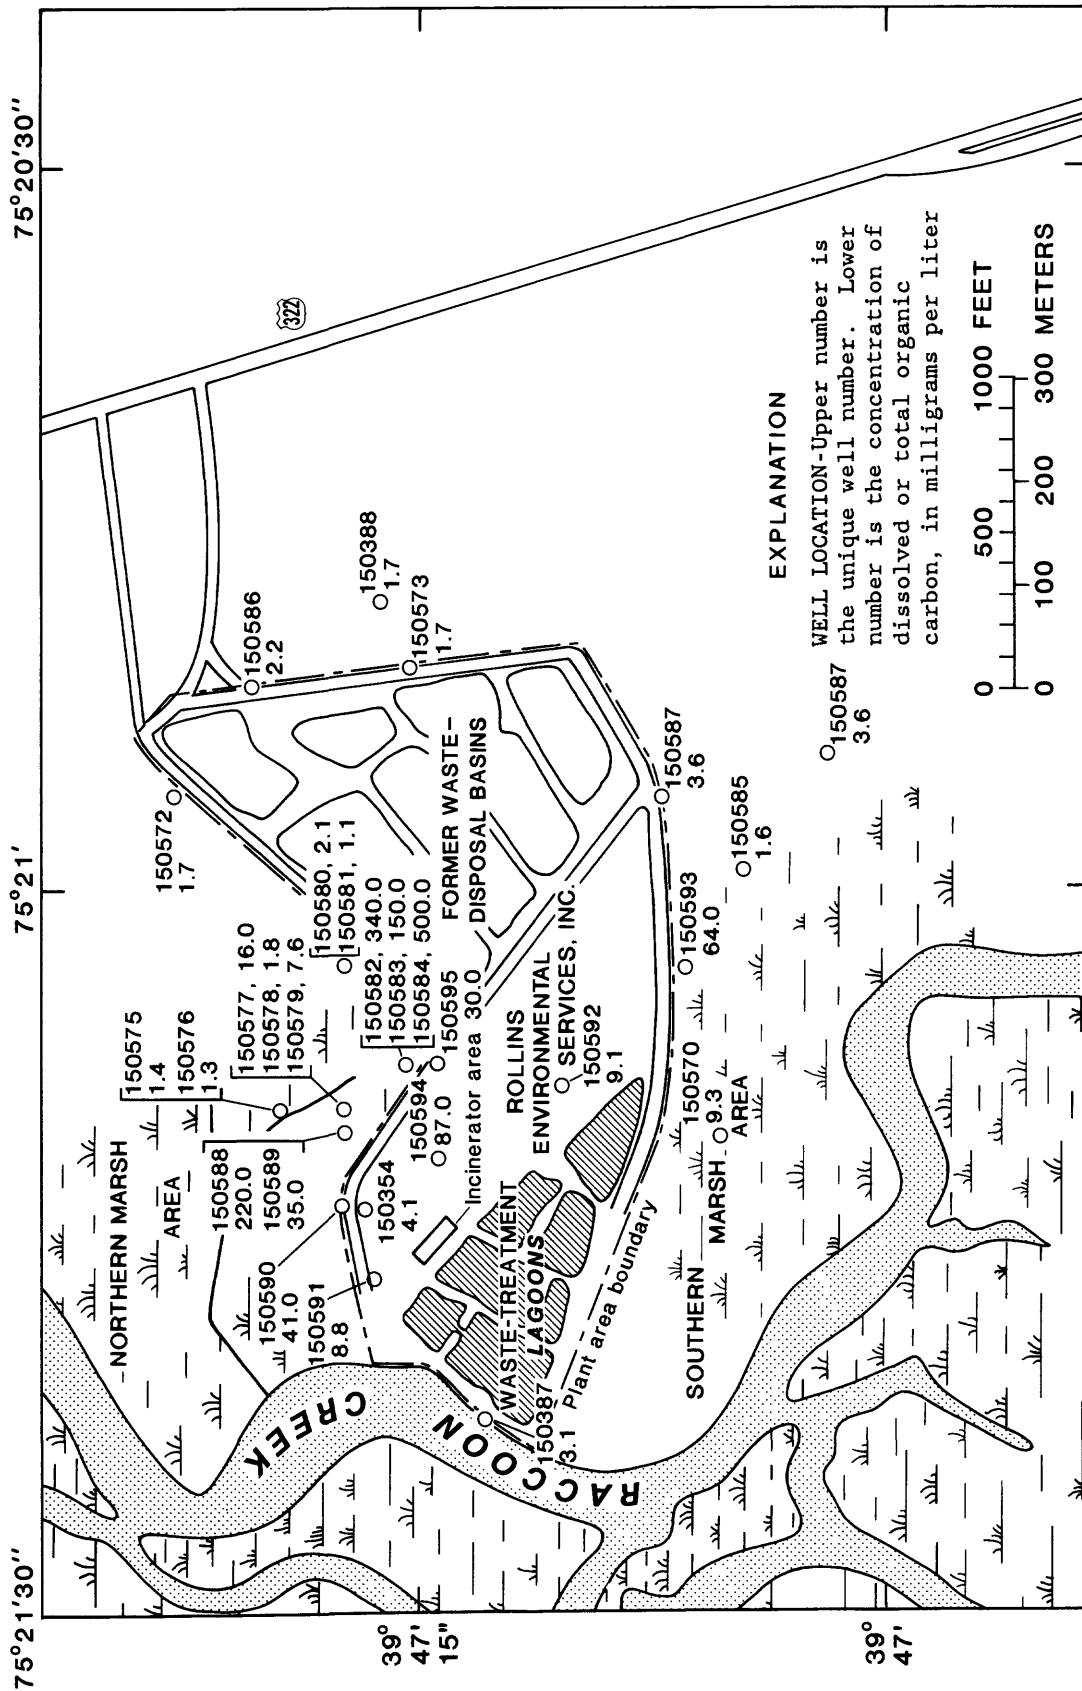 75°21'30"
75°21'
75°20'30"
39°
47'
15"
39°
47'
NORTHERN MARSH
AREA
150575
1.4
150576
1.3
150577, 16.0
150578, 1.8
150579, 7.6
150580, 2.1
150581, 1.1
150582, 340.0
150583, 150.0
150584, 500.0
150572
1.7
150586
2.2
322
150388
1.7
150573
1.7
150588
220.0
150589
35.0
150590
41.0
150591
8.8
150354
4.1
150594
87.0
150595
30.0
Incinerator area
FORMER WASTE-
DISPOSAL BASINS
ROLLINS
ENVIRONMENTAL
SERVICES, INC.
150592
9.1
WASTE-TREATMENT
LAGOONS
150387
3.1
Plant area boundary
RACCOON CREEK
150587
3.6
150593
64.0
150585
1.6
150570
9.3
SOUTHERN MARSH
AREA
150587
3.6
EXPLANATION
WELL LOCATION-Upper number is
the unique well number. Lower
number is the concentration of
dissolved or total organic
carbon, in milligrams per liter
0 500 1000 FEET
0 100 200 300 METERS